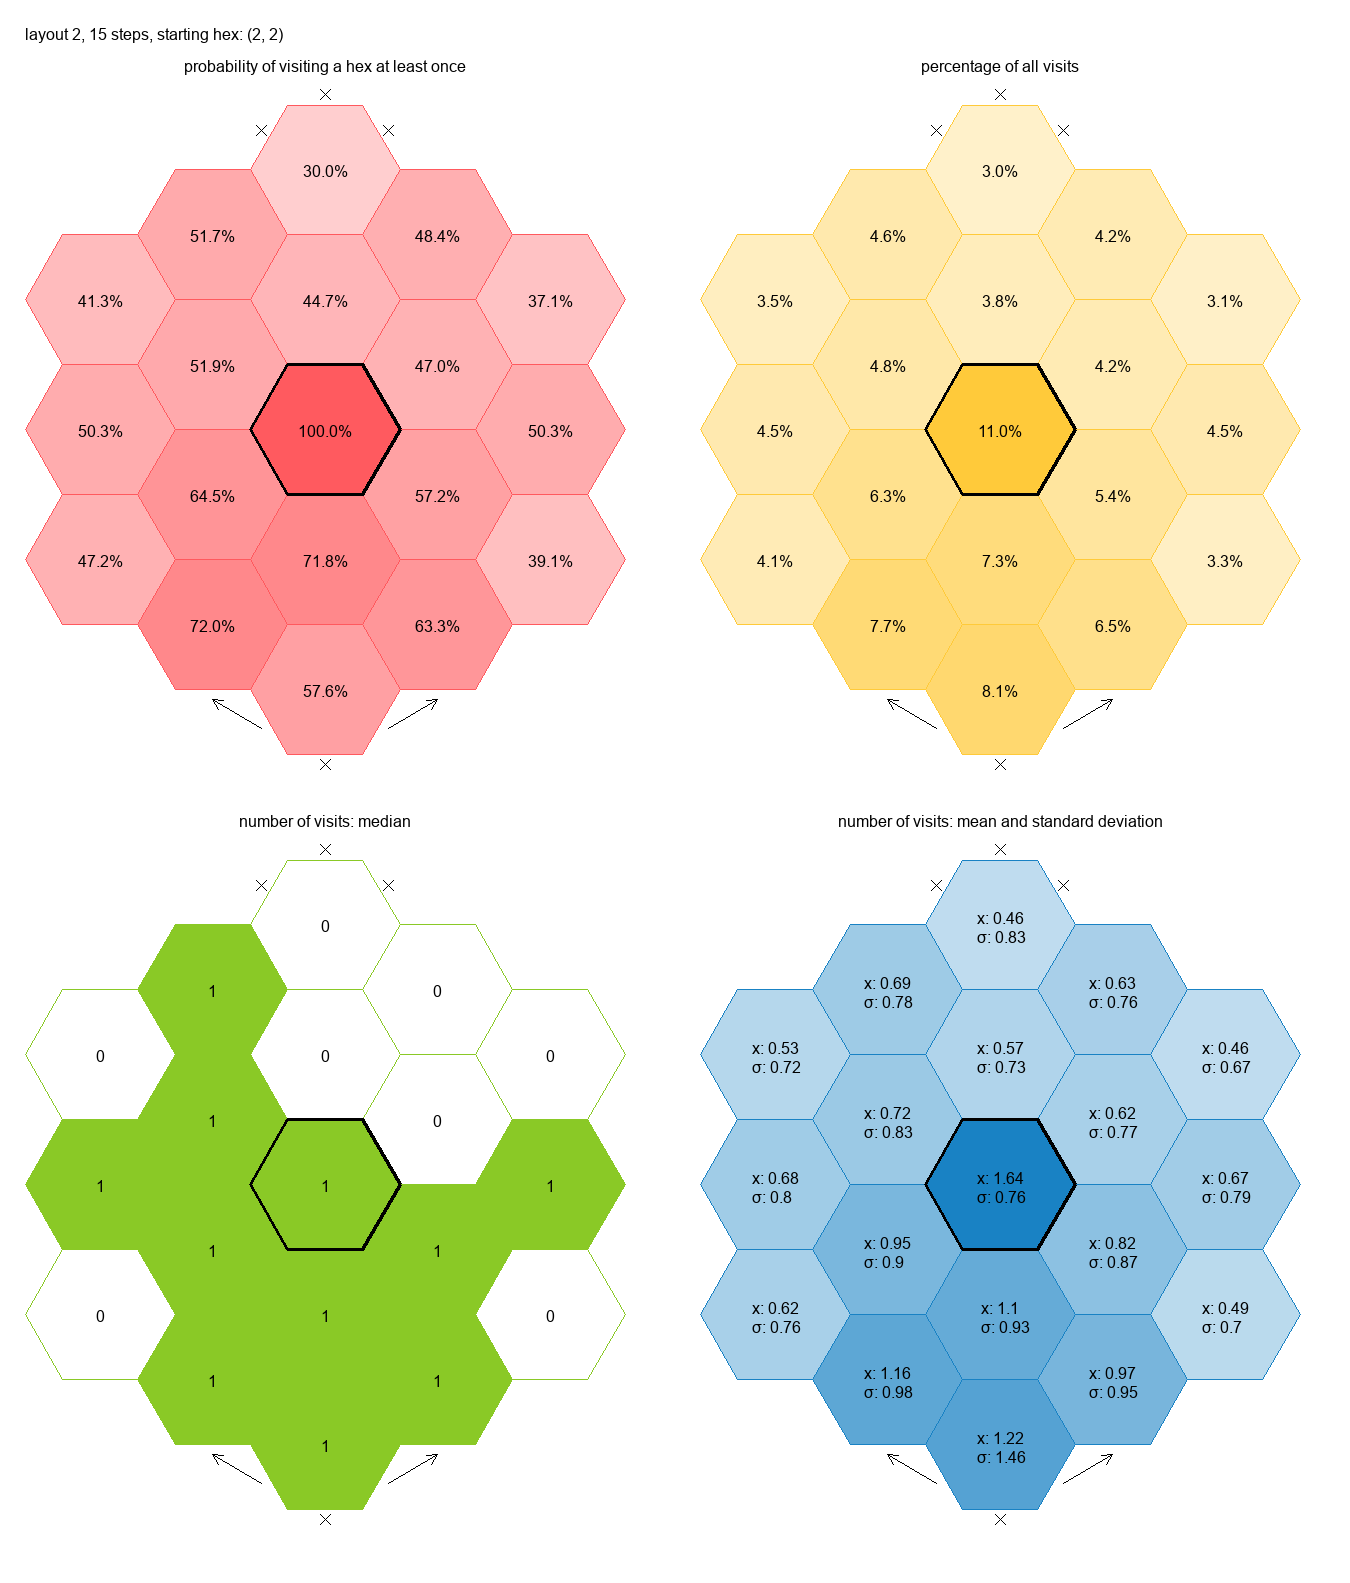 layout 2, 15 steps, starting hex: (2, 2)
probability of visiting a hex at least once
30.0%
51.7%
48.4%
41.3%
44.7%
37.1%
51.9%
47.0%
50.3%
100.0%
50.3%
64.5%
57.2%
47.2%
71.8%
39.1%
72.0%
63.3%
57.6%
percentage of all visits
3.0%
4.6%
4.2%
3.5%
3.8%
3.1%
4.8%
4.2%
4.5%
11.0%
4.5%
6.3%
5.4%
4.1%
7.3%
3.3%
7.7%
6.5%
8.1%
number of visits: median
0
1
0
0
0
0
1
0
1
1
1
1
1
0
1
0
1
1
1
number of visits: mean and standard deviation
x: 0.46
σ: 0.83
x: 0.69
σ: 0.78
x: 0.63
σ: 0.76
x: 0.53
σ: 0.72
x: 0.57
σ: 0.73
x: 0.46
σ: 0.67
x: 0.72
σ: 0.83
x: 0.62
σ: 0.77
x: 0.68
σ: 0.8
x: 1.64
σ: 0.76
x: 0.67
σ: 0.79
x: 0.95
σ: 0.9
x: 0.82
σ: 0.87
x: 0.62
σ: 0.76
x: 1.1
σ: 0.93
x: 0.49
σ: 0.7
x: 1.16
σ: 0.98
x: 0.97
σ: 0.95
x: 1.22
σ: 1.46